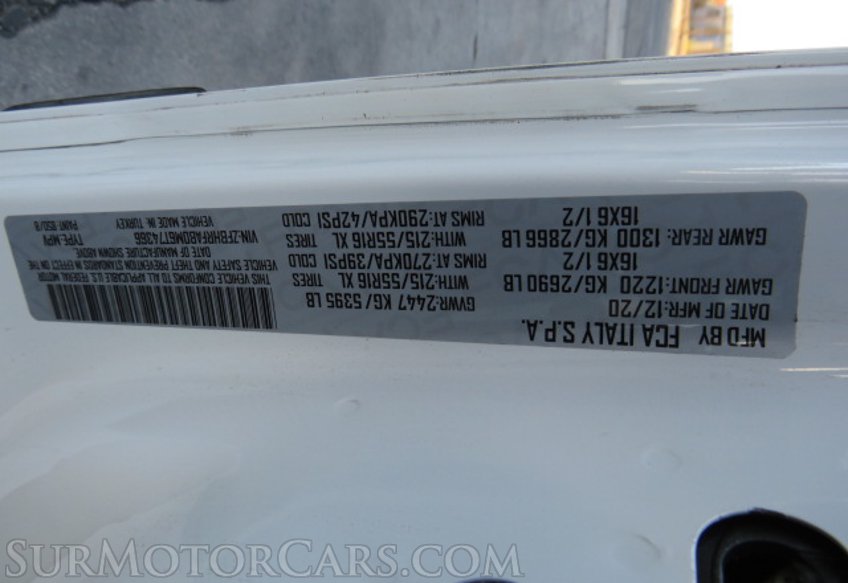 MFD BY FCA ITALY S.P.A.
DATE OF MFR:12/20 GVWR:2447 KG/5395 LB
GAWR FRONT:1220 KG/2690 LB WITH:215/55R16 XL TIRES
16X6 1/2 RIMS AT:270KPA/39PSI COLD
GAWR REAR: 1300 KG/2866 LB WITH:215/55R16 XL TIRES
16X6 1/2 RIMS AT:290KPA/42PSI COLD
THIS VEHICLE CONFORMS TO ALL APPLICABLE U.S. FEDERAL MOTOR
VEHICLE SAFETY AND THEFT PREVENTION STANDARDS IN EFFECT ON THE
DATE OF MANUFACTURE SHOWN ABOVE.
VIN:ZFBHRFAB0M6T74366 TYPE:MPV
VEHICLE MADE IN: TURKEY PAINT:
SURMOTORCARS.COM